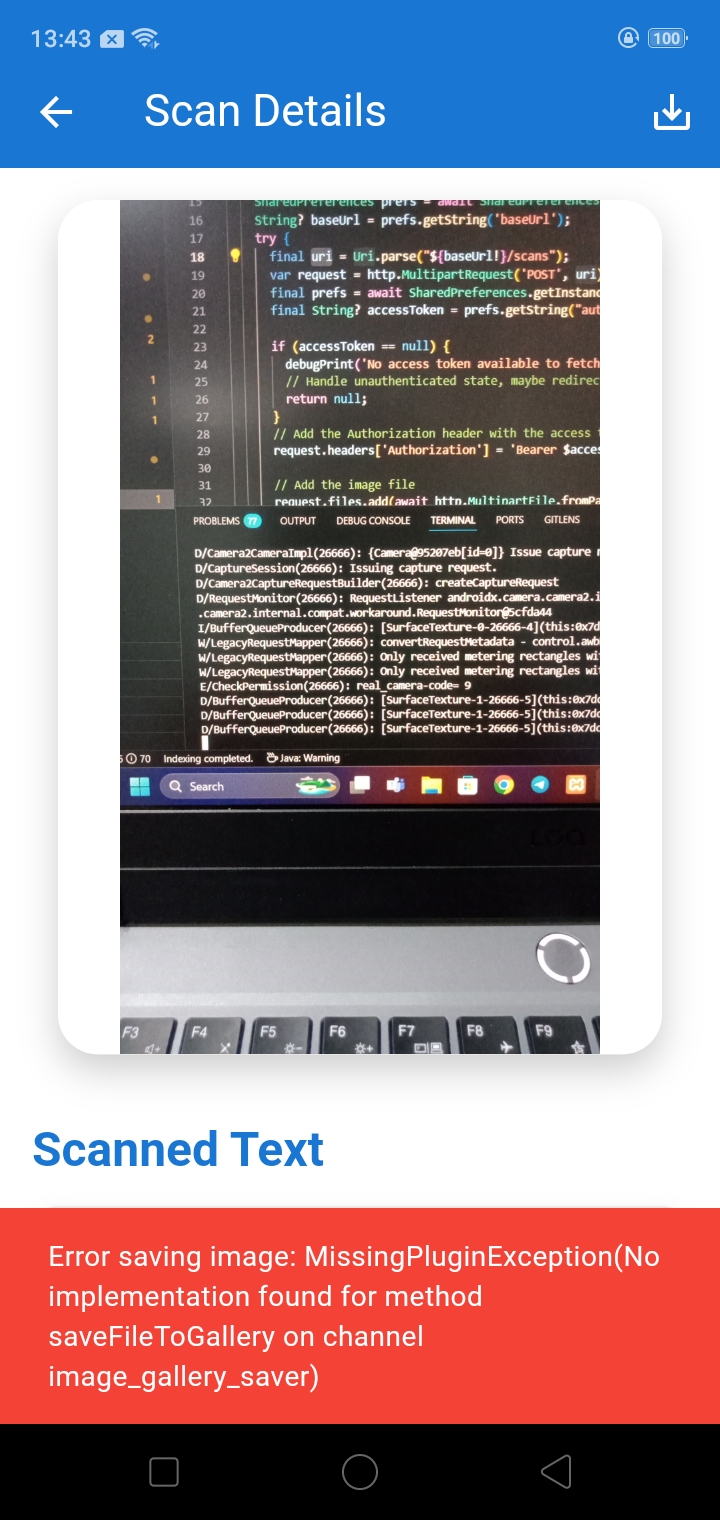 13:43
100
Scan Details
15 SharedPreferences prefs = await SharedPreferences
16 String? baseUrl = prefs.getString('baseUrl');
17 try {
18 final uri = Uri.parse("${baseUrl!}/scans");
19 var request = http.MultipartRequest('POST', uri)
20 final prefs = await SharedPreferences.getInstanc
21 final String? accessToken = prefs.getString("aut
22
2
23 if (accessToken == null) {
24 debugPrint('No access token available to fetch
1
25 // Handle unauthenticated state, maybe redirec
1
26 return null;
1
27 }
28 // Add the Authorization header with the access
29 request.headers['Authorization'] = 'Bearer $acces
30
31 // Add the image file
1
32 request.files.add(await http.MultipartFile.fromPa
PROBLEMS 77 OUTPUT DEBUG CONSOLE TERMINAL PORTS GITLENS
D/Camera2CameraImpl(26666): {Camera@95207eb[id=0]} Issue capture r
D/CaptureSession(26666): Issuing capture request.
D/Camera2CaptureRequestBuilder(26666): createCaptureRequest
D/RequestMonitor(26666): RequestListener androidx.camera.camera2.i
.camera2.internal.compat.workaround.RequestMonitor@5cfda44
I/BufferQueueProducer(26666): [SurfaceTexture-0-26666-4](this:0x7d
W/LegacyRequestMapper(26666): convertRequestMetadata - control.awb
W/LegacyRequestMapper(26666): Only received metering rectangles wi
W/LegacyRequestMapper(26666): Only received metering rectangles wi
E/CheckPermission(26666): real_camera-code= 9
D/BufferQueueProducer(26666): [SurfaceTexture-1-26666-5](this:0x7dc
D/BufferQueueProducer(26666): [SurfaceTexture-1-26666-5](this:0x7dc
D/BufferQueueProducer(26666): [SurfaceTexture-1-26666-5](this:0x7dc
70 Indexing completed. Java: Warning
Search
LOQ
F3 F4 F5 F6 F7 F8 F9
Scanned Text
Error saving image: MissingPluginException(No
implementation found for method
saveFileToGallery on channel
image_gallery_saver)